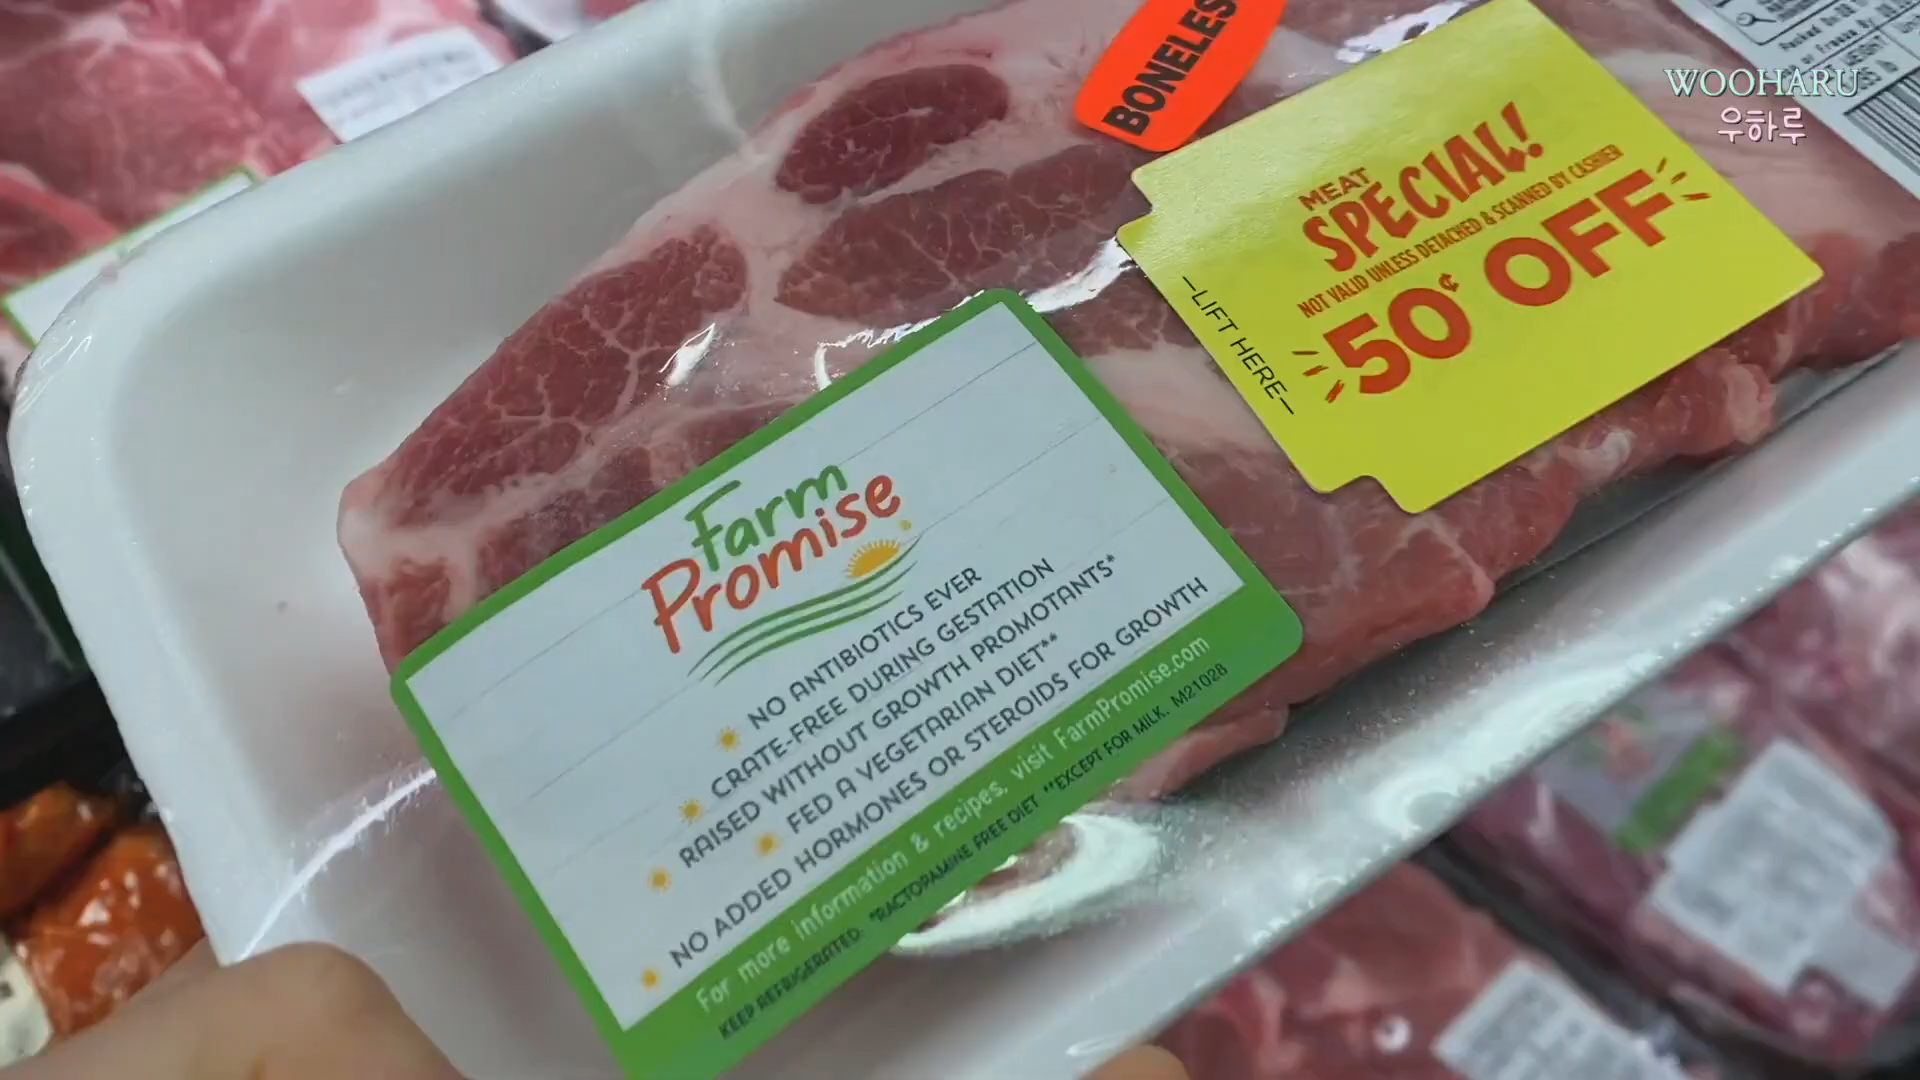 WOOHARU
우하루
BONELES
MEAT
SPECIAL!
NOT VALID UNLESS DETACHED & SCANNED BY CASHIER
50¢ OFF
—LIFT HERE—
Farm
Promise
NO ANTIBIOTICS EVER
CRATE-FREE DURING GESTATION
RAISED WITHOUT GROWTH PROMOTANTS*
FED A VEGETARIAN DIET**
NO ADDED HORMONES OR STEROIDS FOR GROWTH
For more information & recipes, visit FarmPromise.com
KEEP REFRIGERATED. *RACTOPAMINE FREE DIET **EXCEPT FOR MILK. M21028